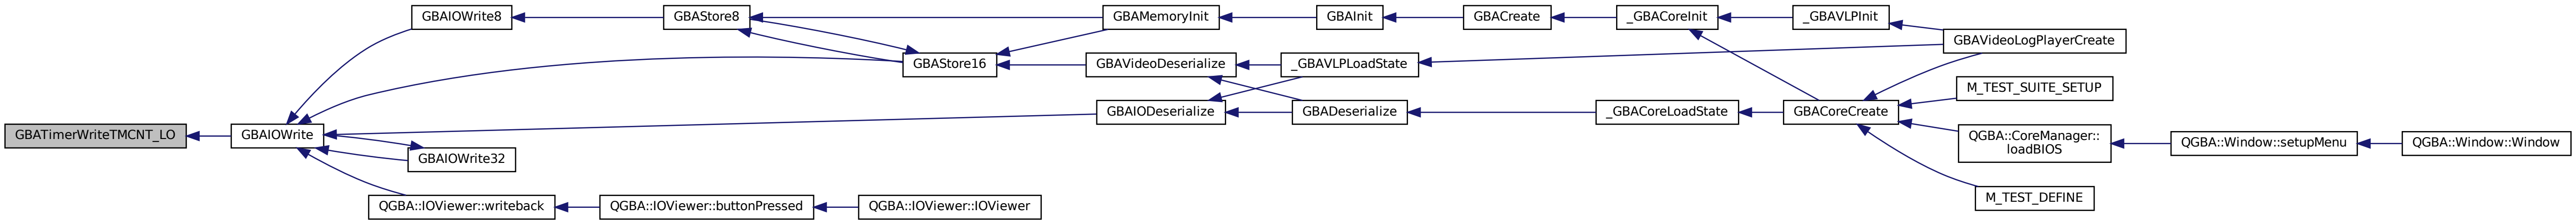 GBATimerWriteTMCNT_LO
GBAIOWrite
GBAIOWrite8
GBAStore8
GBAStore16
GBAMemoryInit
GBAInit
GBACreate
_GBACoreInit
_GBAVLPInit
GBAVideoLogPlayerCreate
GBAVideoDeserialize
_GBAVLPLoadState
GBAIODeserialize
GBADeserialize
_GBACoreLoadState
GBACoreCreate
M_TEST_SUITE_SETUP
QGBA::CoreManager::
loadBIOS
QGBA::Window::setupMenu
QGBA::Window::Window
M_TEST_DEFINE
GBAIOWrite32
QGBA::IOViewer::writeback
QGBA::IOViewer::buttonPressed
QGBA::IOViewer::IOViewer